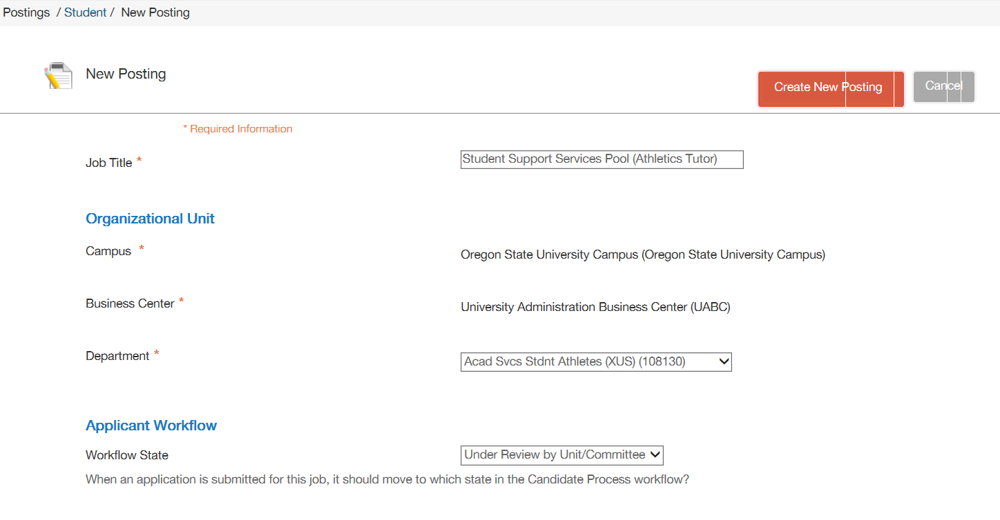 Postings / Student / New Posting
New Posting
Create New Posting
Cancel
* Required Information
Job Title *
Student Support Services Pool (Athletics Tutor)
Organizational Unit
Campus *
Oregon State University Campus (Oregon State University Campus)
Business Center *
University Administration Business Center (UABC)
Department *
Acad Svcs Stdnt Athletes (XUS) (108130)
Applicant Workflow
Workflow State
Under Review by Unit/Committee
When an application is submitted for this job, it should move to which state in the Candidate Process workflow?